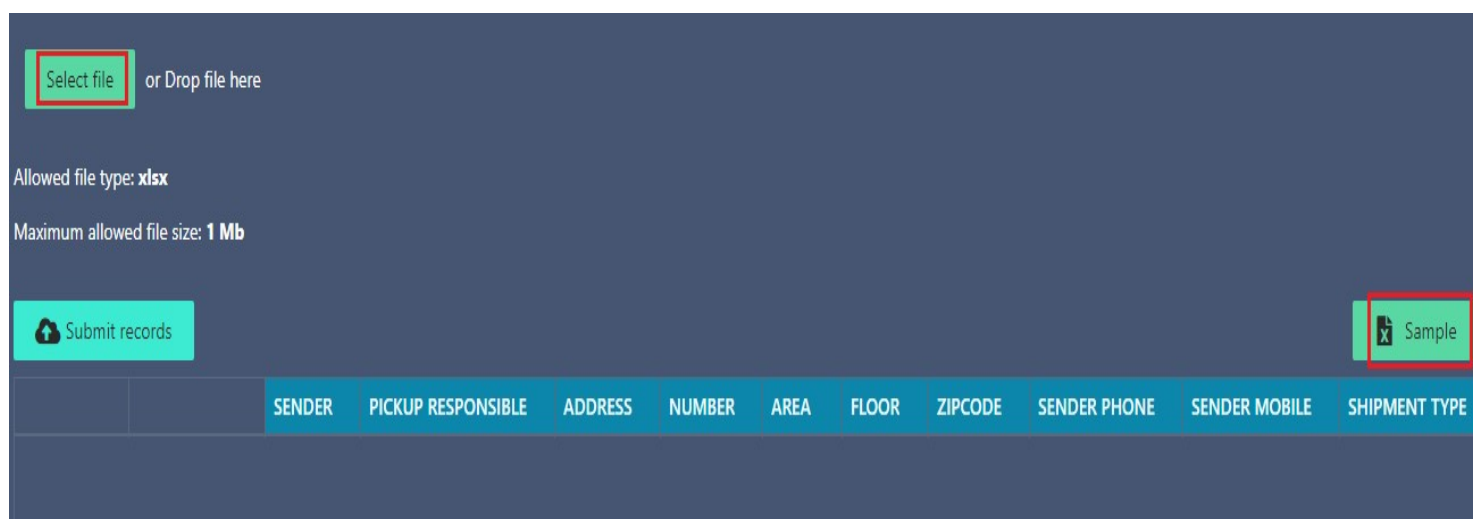 Select file or Drop file here
Allowed file type: xlsx
Maximum allowed file size: 1 Mb
Submit records Sample
SENDER PICKUP RESPONSIBLE ADDRESS NUMBER AREA FLOOR ZIPCODE SENDER PHONE SENDER MOBILE SHIPMENT TYPE